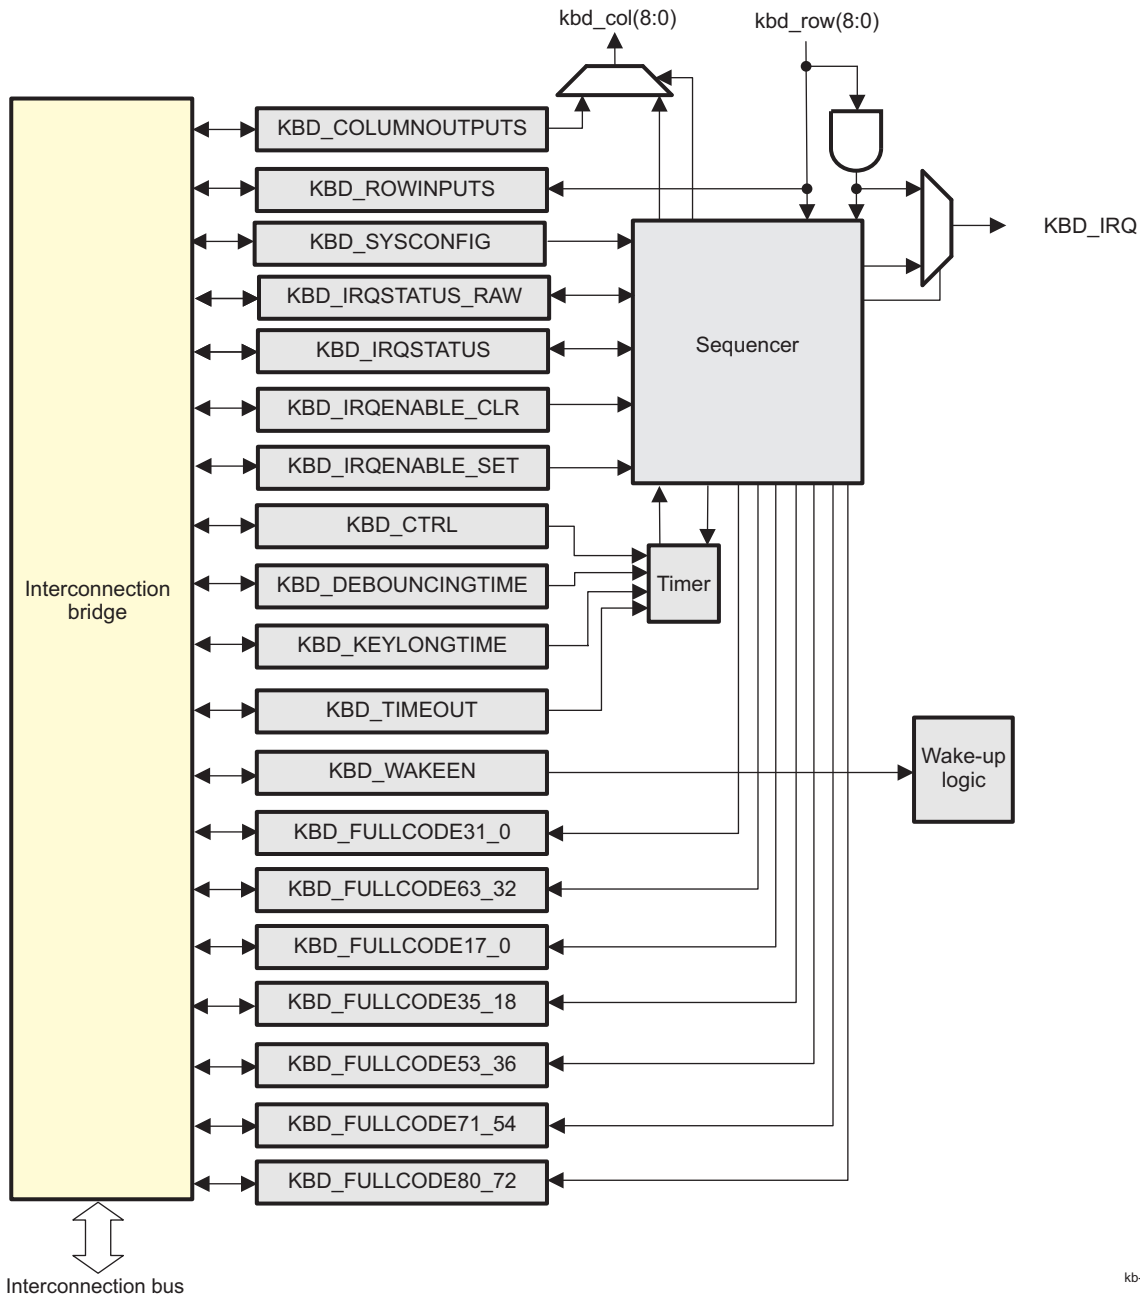 kbd_col(8:0)
kbd_row(8:0)
KBD_COLUMNOUTPUTS
KBD_ROWINPUTS
KBD_SYSCONFIG
KBD_IRQ
KBD_IRQSTATUS_RAW
KBD_IRQSTATUS
Sequencer
KBD_IRQENABLE_CLR
KBD_IRQENABLE_SET
KBD_CTRL
Interconnection
bridge
KBD_DEBOUNCINGTIME
Timer
KBD_KEYLONGTIME
KBD_TIMEOUT
KBD_WAKEEN
Wake-up
logic
KBD_FULLCODE31_0
KBD_FULLCODE63_32
KBD_FULLCODE17_0
KBD_FULLCODE35_18
KBD_FULLCODE53_36
KBD_FULLCODE71_54
KBD_FULLCODE80_72
Interconnection bus
kb-